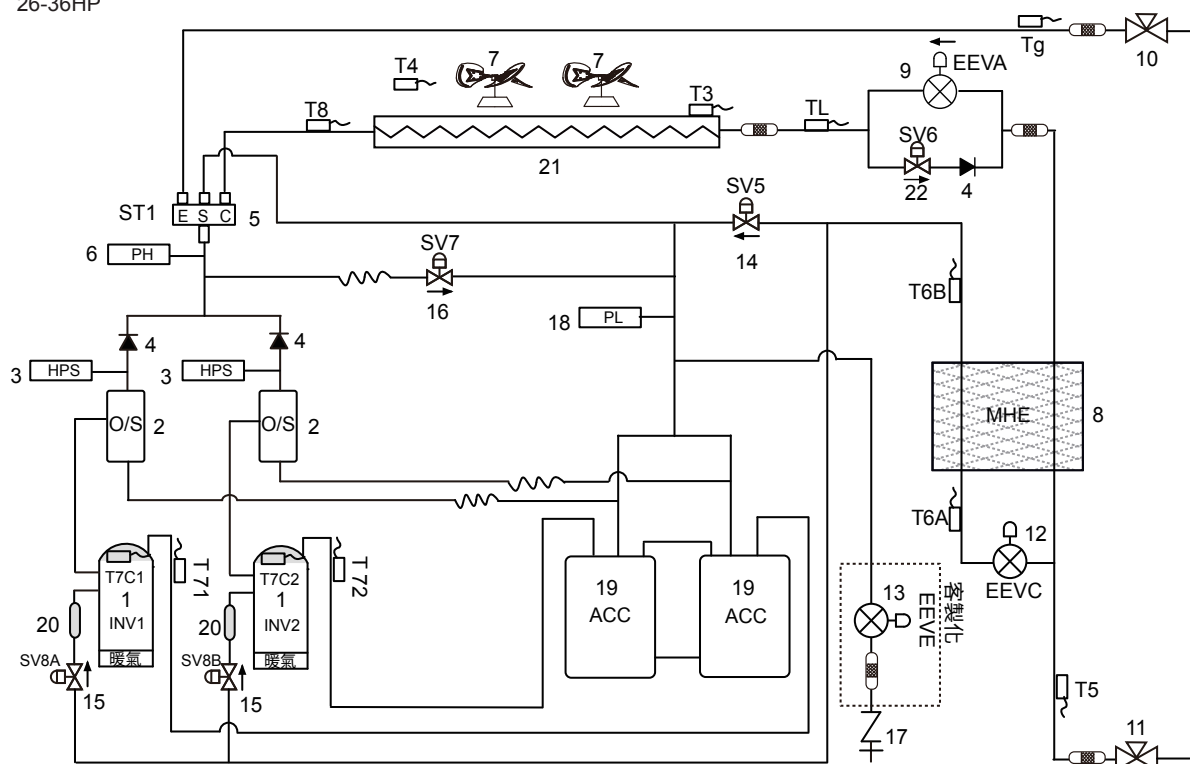 26-36HP
Tg
10
7
7
9
EEVA
T4
T8
T3
TL
SV6
22
4
21
ST1
E S C
5
SV5
14
6
PH
SV7
16
18
PL
T6B
4
4
3
HPS
3
HPS
O/S
2
O/S
2
MHE
8
T6A
12
EEVC
T7C1
1
INV1
暖氣
T 71
T7C2
1
INV2
暖氣
T 72
19
ACC
19
ACC
13
EEVE
客製化
20
20
SV8A
15
SV8B
15
17
T5
11